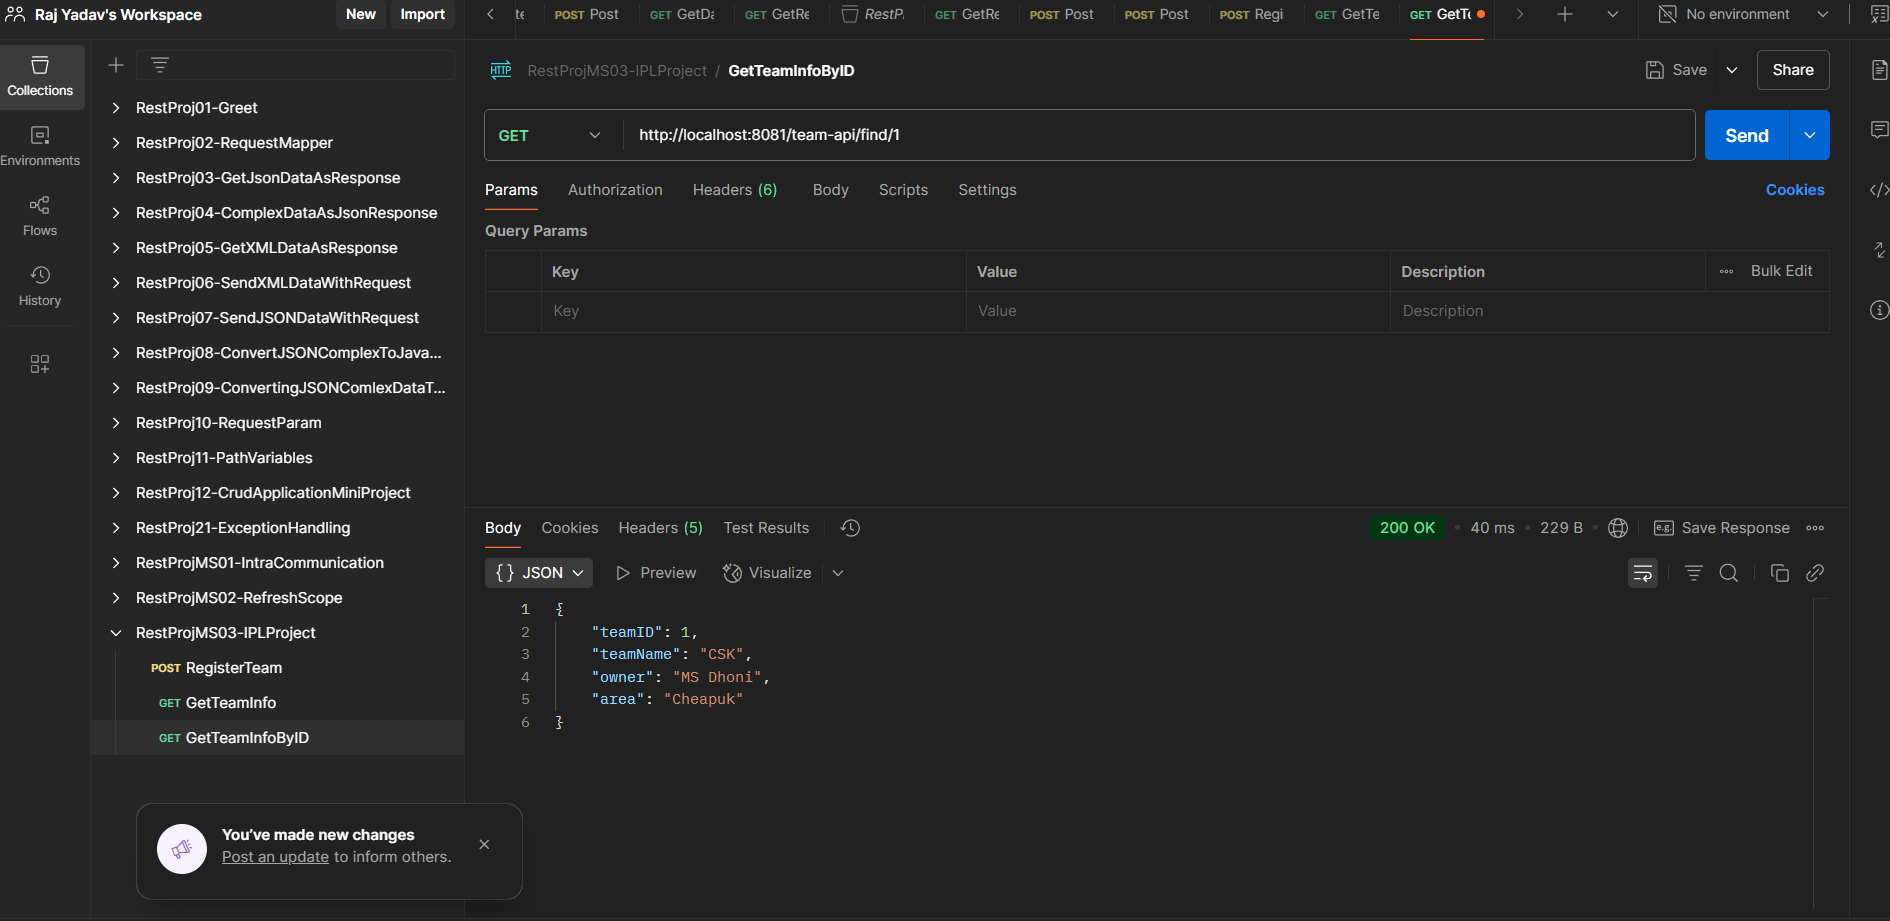 Raj Yadav's Workspace
New
Import
POST Post
GET GetDa
GET GetRe
RestPr
GET GetRe
POST Post
POST Post
POST Regi
GET GetTe
GET GetTe
No environment
Collections
Environments
Flows
History
RestProj01-Greet
RestProj02-RequestMapper
RestProj03-GetJsonDataAsResponse
RestProj04-ComplexDataAsJsonResponse
RestProj05-GetXMLDataAsResponse
RestProj06-SendXMLDataWithRequest
RestProj07-SendJSONDataWithRequest
RestProj08-ConvertJSONComplexToJava...
RestProj09-ConvertingJSONComlexDataT...
RestProj10-RequestParam
RestProj11-PathVariables
RestProj12-CrudApplicationMiniProject
RestProj21-ExceptionHandling
RestProjMS01-IntraCommunication
RestProjMS02-RefreshScope
RestProjMS03-IPLProject
POST RegisterTeam
GET GetTeamInfo
GET GetTeamInfoByID
You've made new changes
Post an update to inform others.
HTTP RestProjMS03-IPLProject / GetTeamInfoByID
Save
Share
GET http://localhost:8081/team-api/find/1
Send
Params Authorization Headers (6) Body Scripts Settings
Cookies
Query Params
Key Value Description Bulk Edit
Key Value Description
Body Cookies Headers (5) Test Results
200 OK • 40 ms • 229 B
e.g. Save Response
{} JSON Preview Visualize
1 {
2 "teamID": 1,
3 "teamName": "CSK",
4 "owner": "MS Dhoni",
5 "area": "Cheapuk"
6 }